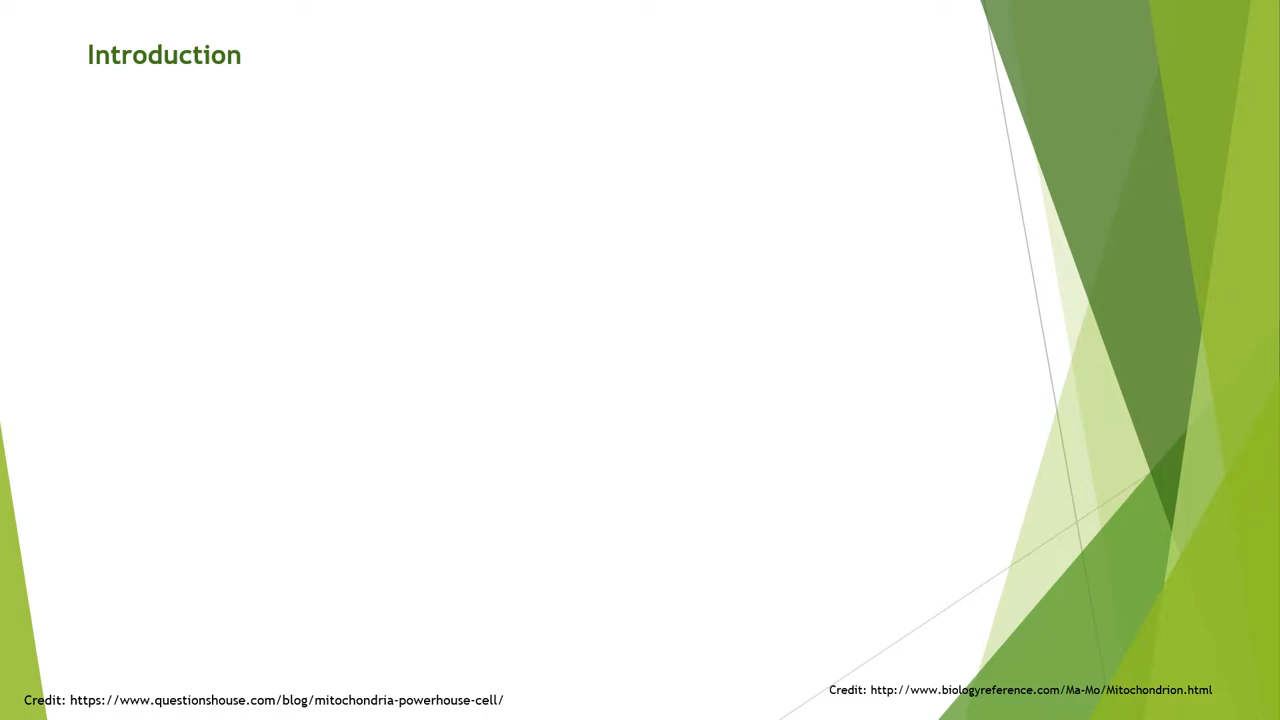 Introduction
Credit: https://www.questionshouse.com/blog/mitochondria-powerhouse-cell/
Credit: http://www.biologyreference.com/Ma-Mo/Mitochondrion.html